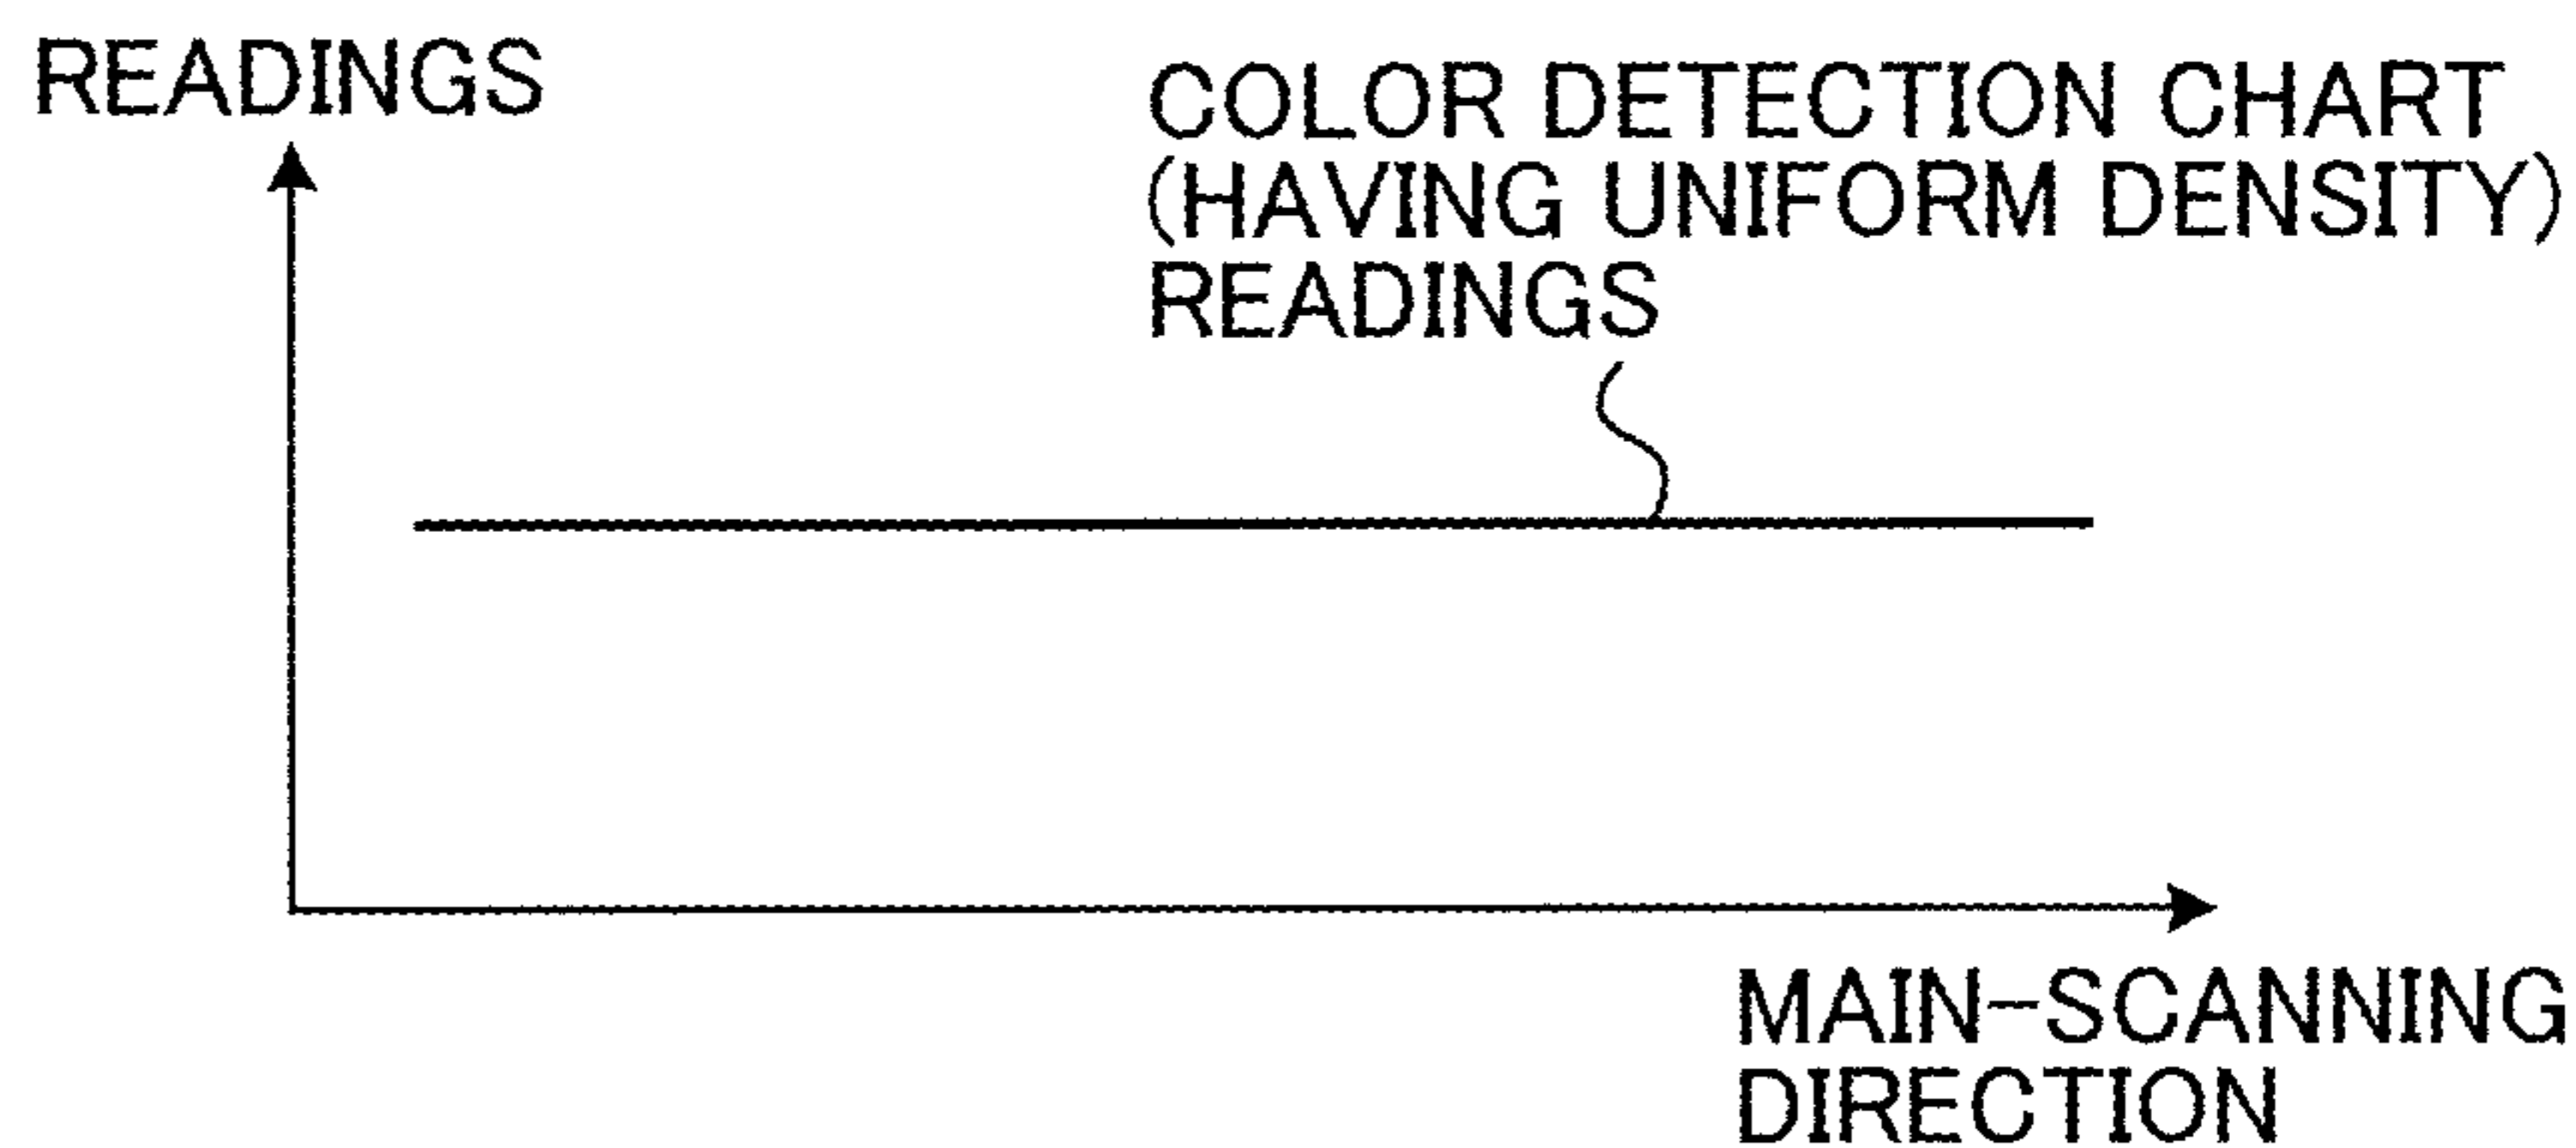 READINGS
COLOR DETECTION CHART
(HAVING UNIFORM DENSITY)
READINGS
MAIN-SCANNING
DIRECTION